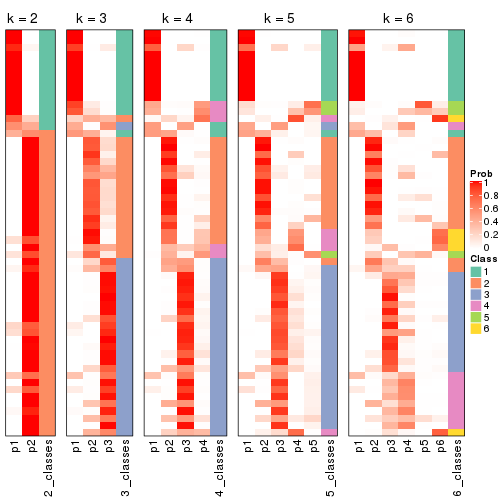 k = 2
k = 3
k = 4
k = 5
k = 6
Prob
1
0.8
0.6
0.4
0.2
0
Class
1
2
3
4
5
6
p1
p2
2_classes
p1
p2
p3
3_classes
p1
p2
p3
p4
4_classes
p1
p2
p3
p4
p5
5_classes
p1
p2
p3
p4
p5
p6
6_classes